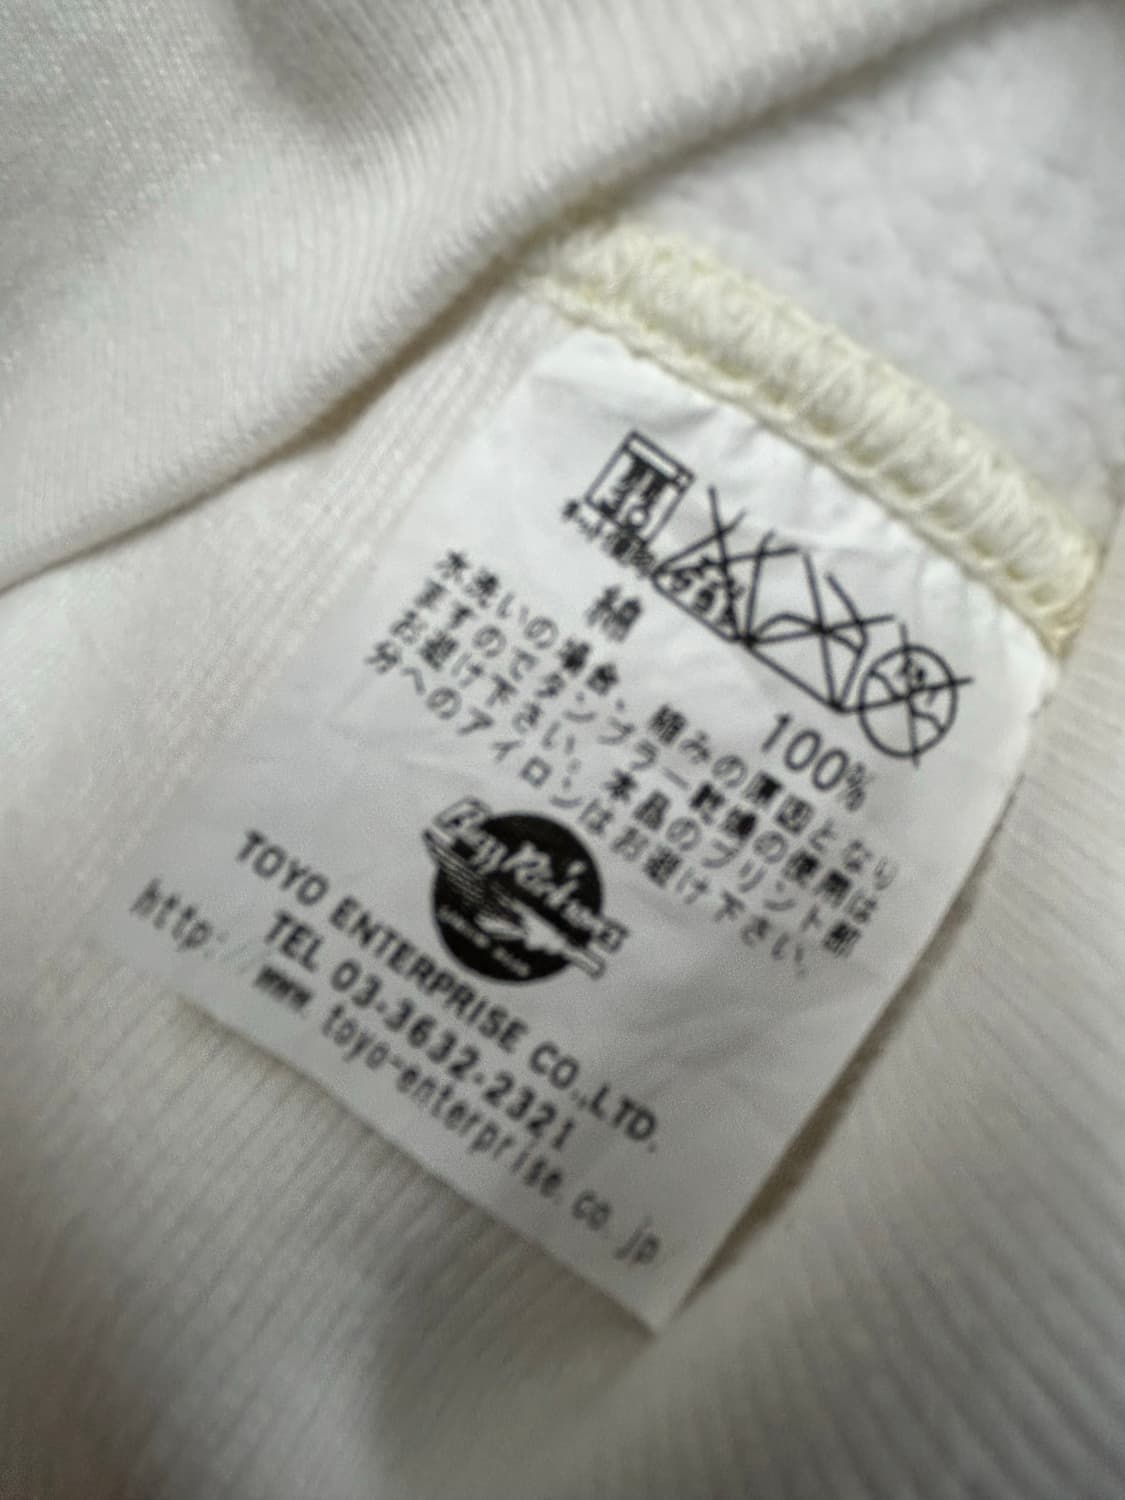 綿 100%
水洗いの場合、縮みの原因となり
ますのでタンブラー乾燥の使用は
お避け下さい。本品のプリント部
分へのアイロンはお避け下さい。
Buzz Rickson's
TOYO ENTERPRISE CO.,LTD.
TEL 03-3632-2321
http://www.toyo-enterprise.co.jp